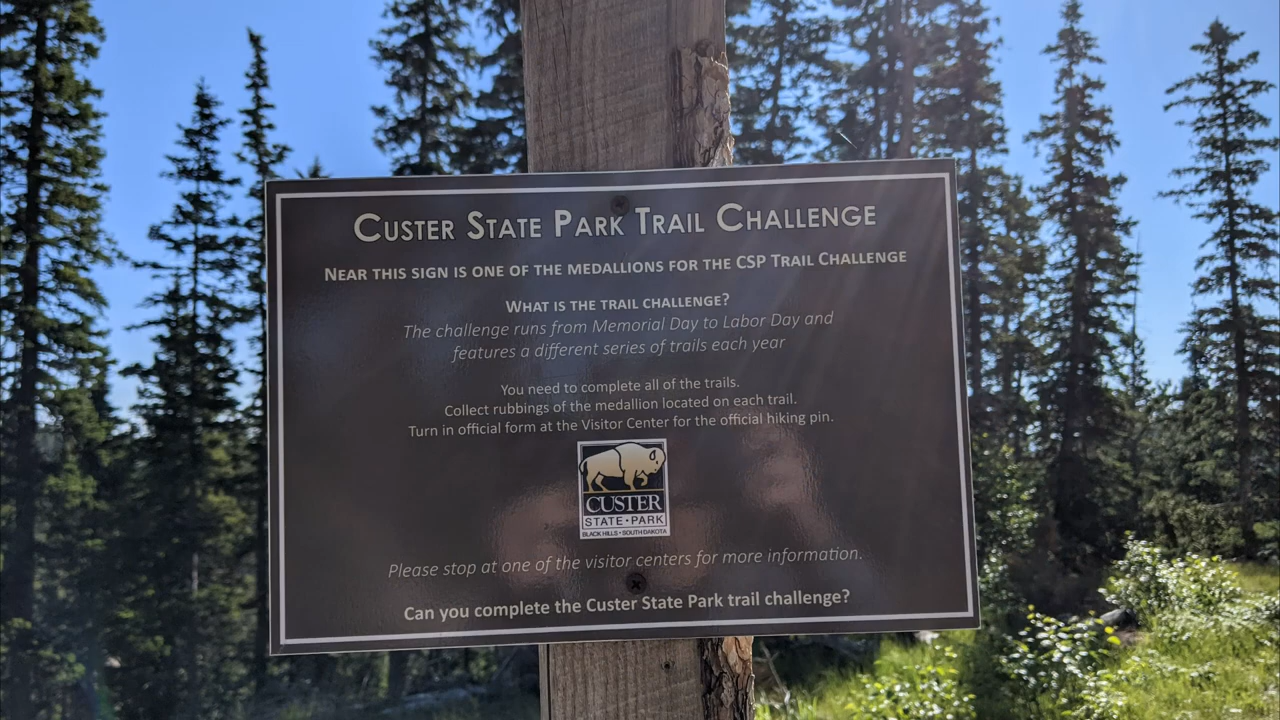 CUSTER STATE PARK TRAIL CHALLENGE
NEAR THIS SIGN IS ONE OF THE MEDALLIONS FOR THE CSP TRAIL CHALLENGE
WHAT IS THE TRAIL CHALLENGE?
The challenge runs from Memorial Day to Labor Day and
features a different series of trails each year
You need to complete all of the trails.
Collect rubbings of the medallion located on each trail.
Turn in official form at the Visitor Center for the official hiking pin.
CUSTER
STATE • PARK
BLACK HILLS • SOUTH DAKOTA
Please stop at one of the visitor centers for more information.
Can you complete the Custer State Park trail challenge?